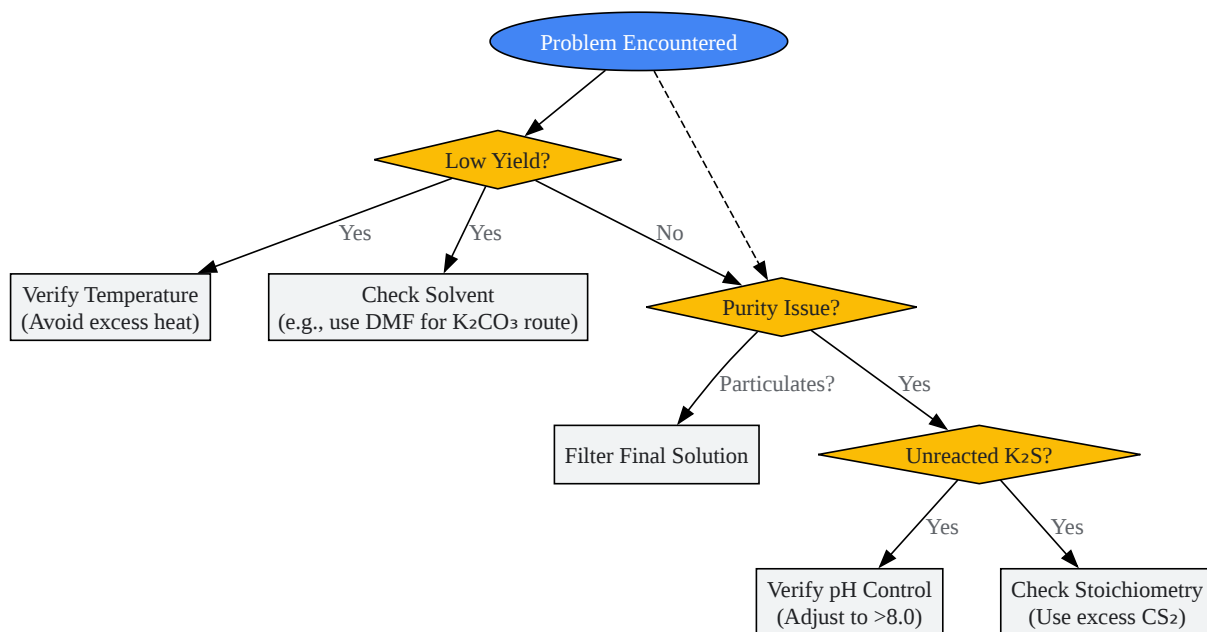 Problem Encountered
Low Yield?
Yes
Yes
No
Verify Temperature
(Avoid excess heat)
Check Solvent
(e.g., use DMF for K₂CO₃ route)
Purity Issue?
Particulates?
Yes
Filter Final Solution
Unreacted K₂S?
Yes
Yes
Verify pH Control
(Adjust to >8.0)
Check Stoichiometry
(Use excess CS₂)